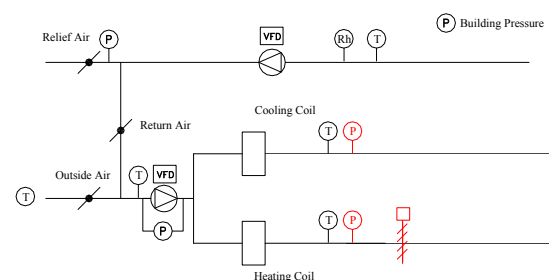 P Building Pressure
VFD
Relief Air P Rh T
Cooling Coil
Return Air T P
Outside Air T VFD
T
P T P
Heating Coil